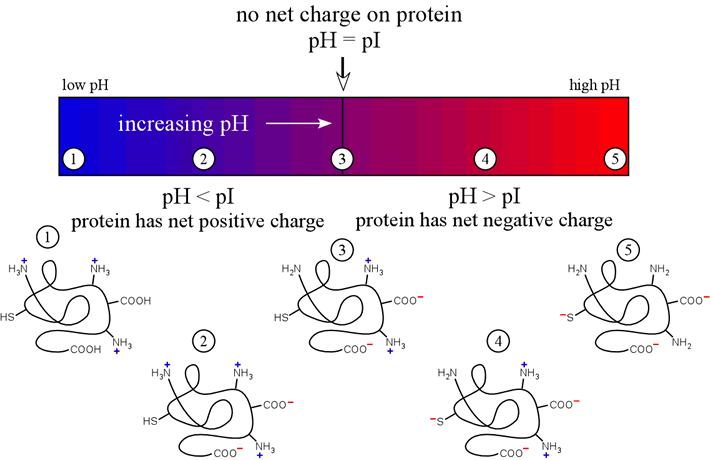 no net charge on protein
pH = pI
low pH
high pH
increasing pH
1
2
3
4
5
pH < pI
pH > pI
protein has net positive charge
protein has net negative charge
1
H₃N+
NH₃+
COOH
HS
NH₃+
COOH
2
H₃N+
NH₃+
COO−
HS
NH₃+
COO−
3
H₂N
NH₃+
COO−
HS
NH₃+
COO−
4
H₂N
NH₃+
COO−
−S
NH₃+
COO−
5
H₂N
NH₂
COO−
−S
NH₂
COO−